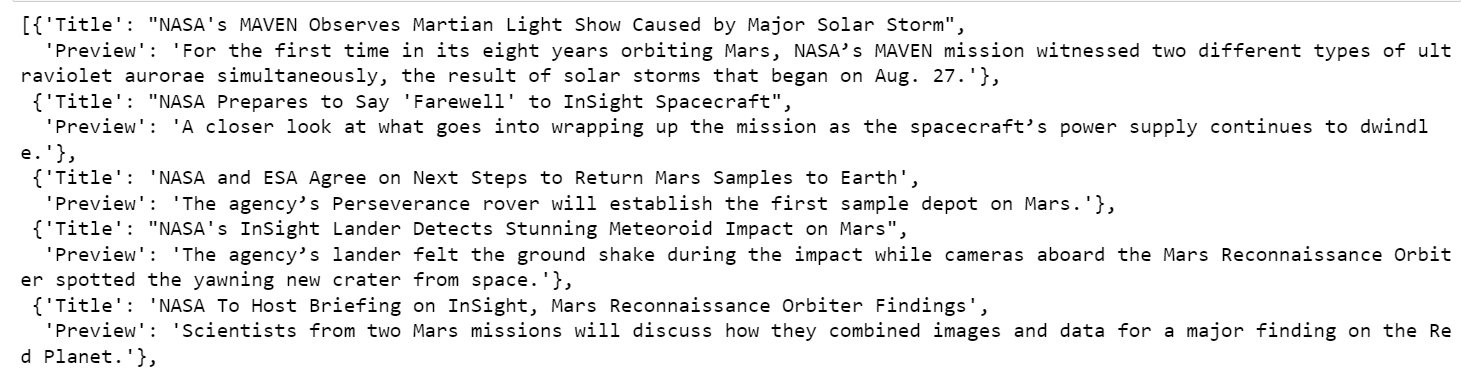 [{'Title': "NASA's MAVEN Observes Martian Light Show Caused by Major Solar Storm",
'Preview': 'For the first time in its eight years orbiting Mars, NASA’s MAVEN mission witnessed two different types of ult
raviolet aurorae simultaneously, the result of solar storms that began on Aug. 27.'},
{'Title': "NASA Prepares to Say 'Farewell' to InSight Spacecraft",
'Preview': 'A closer look at what goes into wrapping up the mission as the spacecraft’s power supply continues to dwindl
e.'},
{'Title': 'NASA and ESA Agree on Next Steps to Return Mars Samples to Earth',
'Preview': 'The agency’s Perseverance rover will establish the first sample depot on Mars.'},
{'Title': "NASA's InSight Lander Detects Stunning Meteoroid Impact on Mars",
'Preview': 'The agency’s lander felt the ground shake during the impact while cameras aboard the Mars Reconnaissance Orbit
er spotted the yawning new crater from space.'},
{'Title': 'NASA To Host Briefing on InSight, Mars Reconnaissance Orbiter Findings',
'Preview': 'Scientists from two Mars missions will discuss how they combined images and data for a major finding on the Re
d Planet.'},